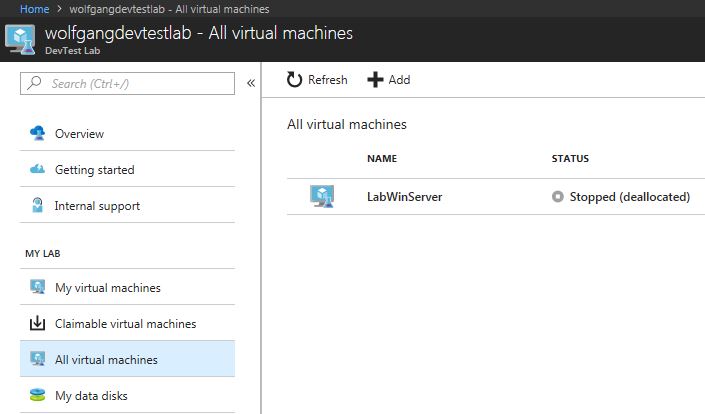 Home > wolfgangdevtestlab - All virtual machines
wolfgangdevtestlab - All virtual machines
DevTest Lab
Search (Ctrl+/)
«
Refresh
Add
Overview
Getting started
Internal support
MY LAB
My virtual machines
Claimable virtual machines
All virtual machines
My data disks
All virtual machines
NAME STATUS
LabWinServer Stopped (deallocated)